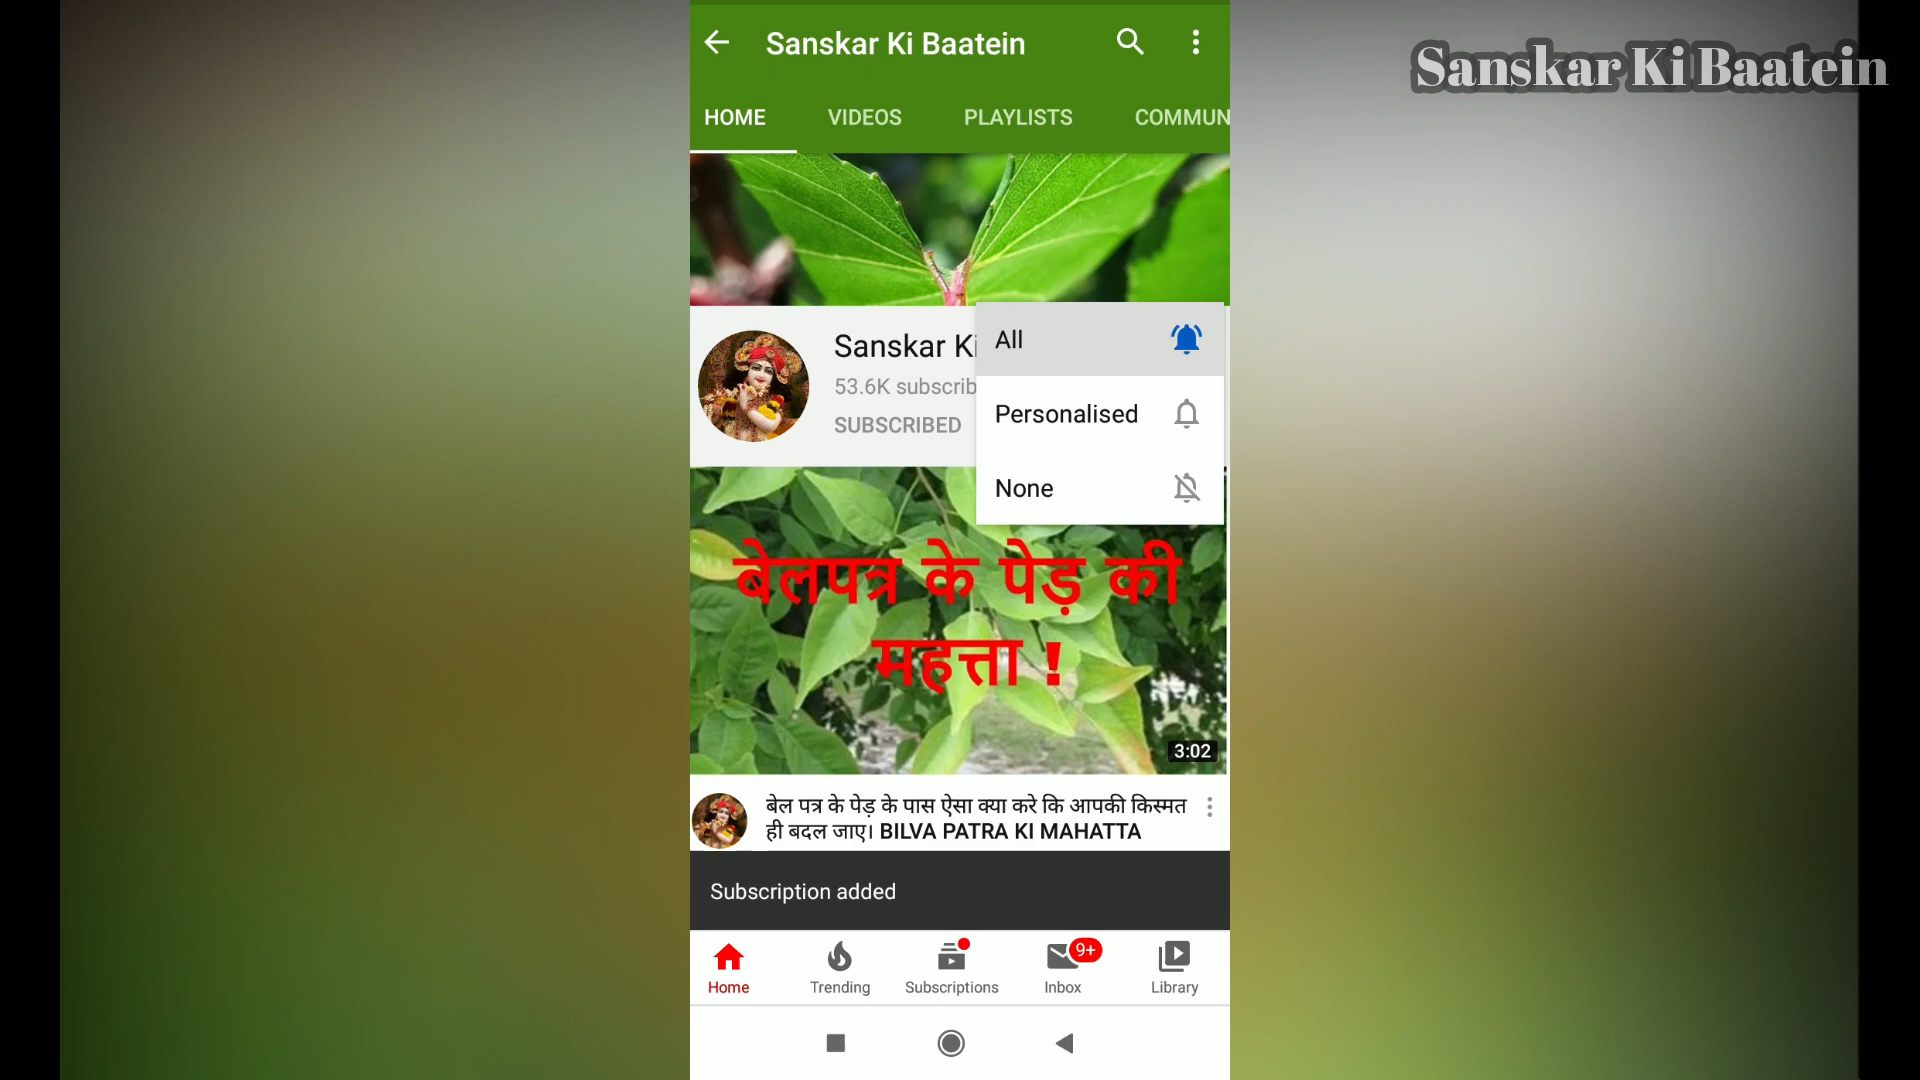 Sanskar Ki Baatein
Sanskar Ki Baatein
HOME VIDEOS PLAYLISTS COMMUN
Sanskar Ki
53.6K subscrib
SUBSCRIBED
All
Personalised
None
बेलपत्र के पेड़ की
महत्ता !
3:02
बेल पत्र के पेड़ के पास ऐसा क्या करे कि आपकी किस्मत
ही बदल जाए। BILVA PATRA KI MAHATTA
Subscription added
9+
Home Trending Subscriptions Inbox Library